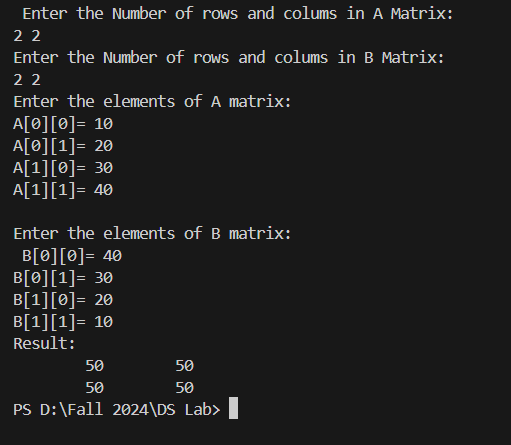 Enter the Number of rows and colums in A Matrix:
2 2
Enter the Number of rows and colums in B Matrix:
2 2
Enter the elements of A matrix:
A[0][0]= 10
A[0][1]= 20
A[1][0]= 30
A[1][1]= 40
Enter the elements of B matrix:
B[0][0]= 40
B[0][1]= 30
B[1][0]= 20
B[1][1]= 10
Result:
50 50
50 50
PS D:\Fall 2024\DS Lab>